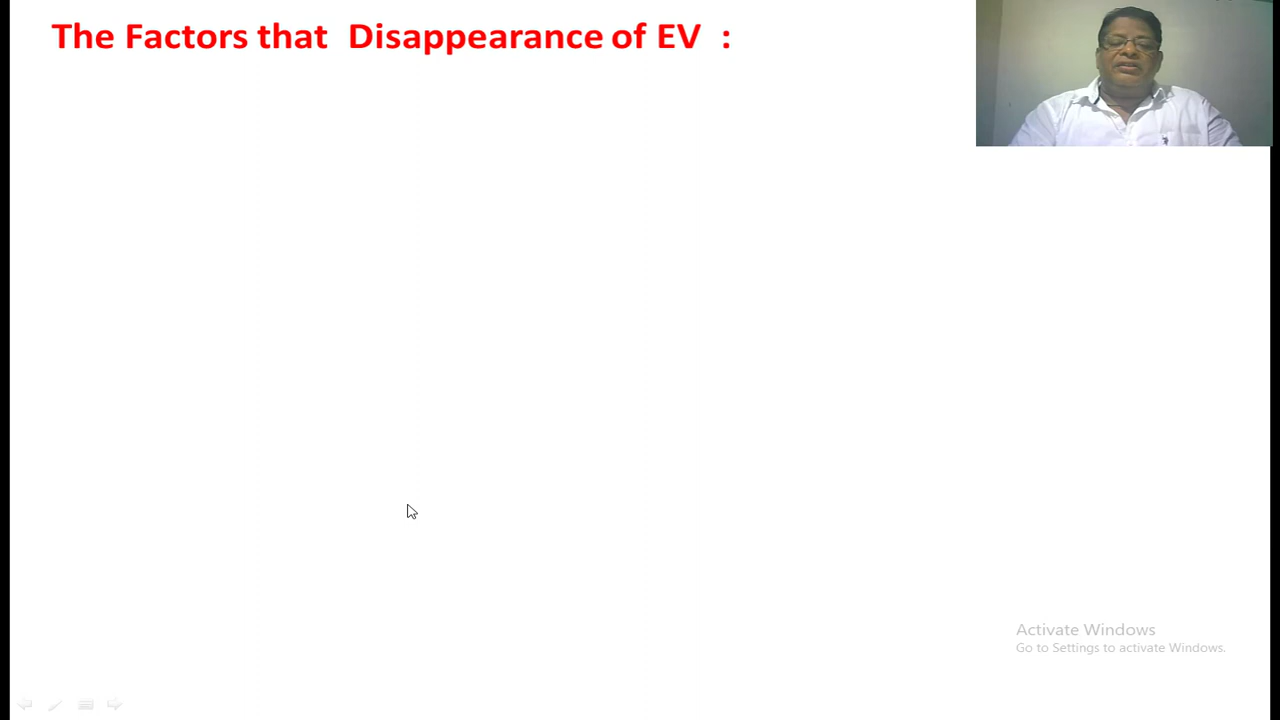 The Factors that Disappearance of EV :
Activate Windows
Go to Settings to activate Windows.